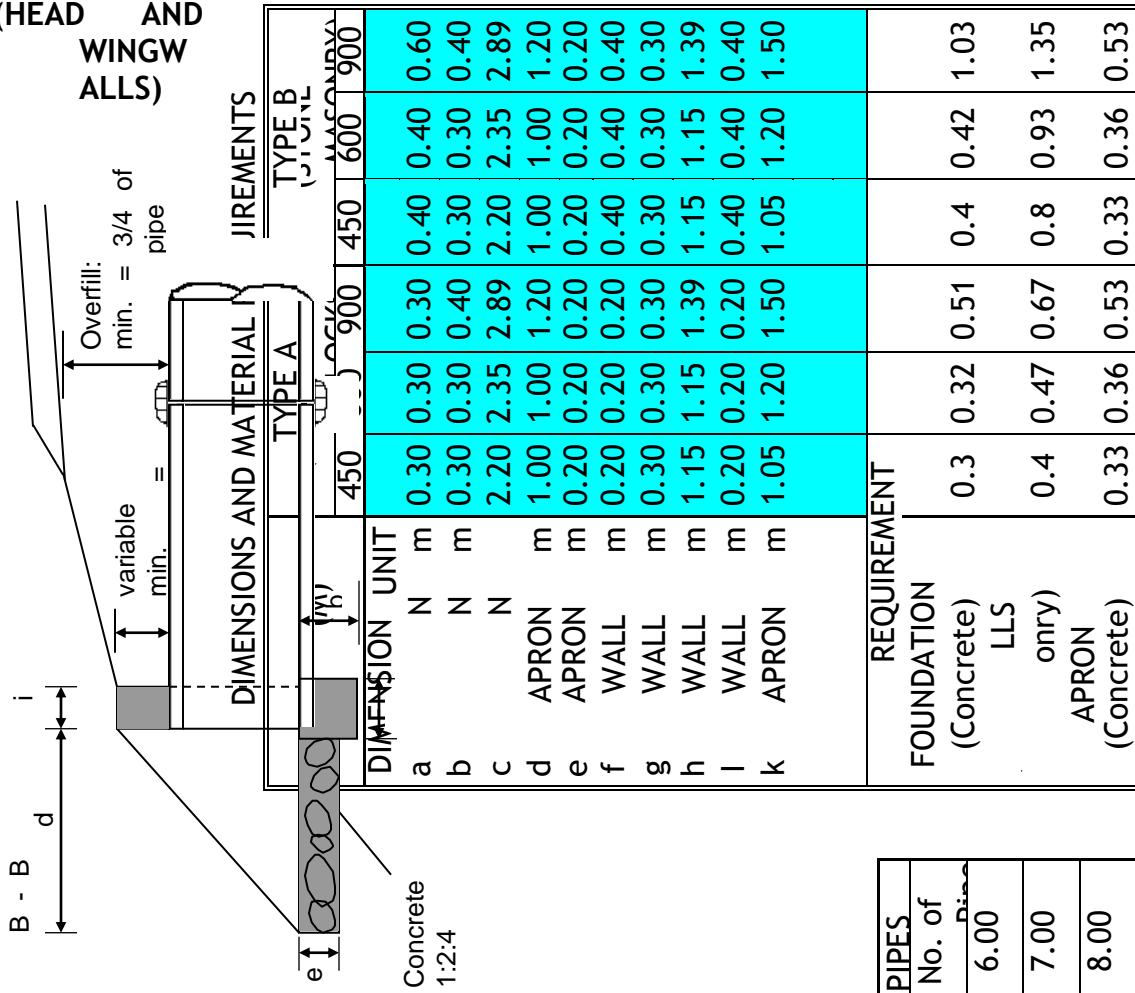 (HEAD AND
WINGW
ALLS)
B - B
d
i
variable
min. =
Overfill:
min. = 3/4 of
pipe
e
b
Concrete
1:2:4
DIMENSIONS AND MATERIAL JIREMENTS
TYPE A TYPE B
450 900 450 600 900
DIMENSION UNIT
a N m 0.30 0.30 0.30 0.40 0.40 0.60
b N m 0.30 0.30 0.40 0.30 0.30 0.40
c N 2.20 2.35 2.89 2.20 2.35 2.89
d APRON m 1.00 1.00 1.20 1.00 1.00 1.20
e APRON m 0.20 0.20 0.20 0.20 0.20 0.20
f WALL m 0.20 0.20 0.20 0.40 0.40 0.40
g WALL m 0.30 0.30 0.30 0.30 0.30 0.30
h WALL m 1.15 1.15 1.39 1.15 1.15 1.39
I WALL m 0.20 0.20 0.20 0.40 0.40 0.40
k APRON m 1.05 1.20 1.50 1.05 1.20 1.50
REQUIREMENT
FOUNDATION
(Concrete) 0.3 0.32 0.51 0.4 0.42 1.03
LLS
onry) 0.4 0.47 0.67 0.8 0.93 1.35
APRON
(Concrete) 0.33 0.36 0.53 0.33 0.36 0.53
PIPES
No. of
6.00
7.00
8.00